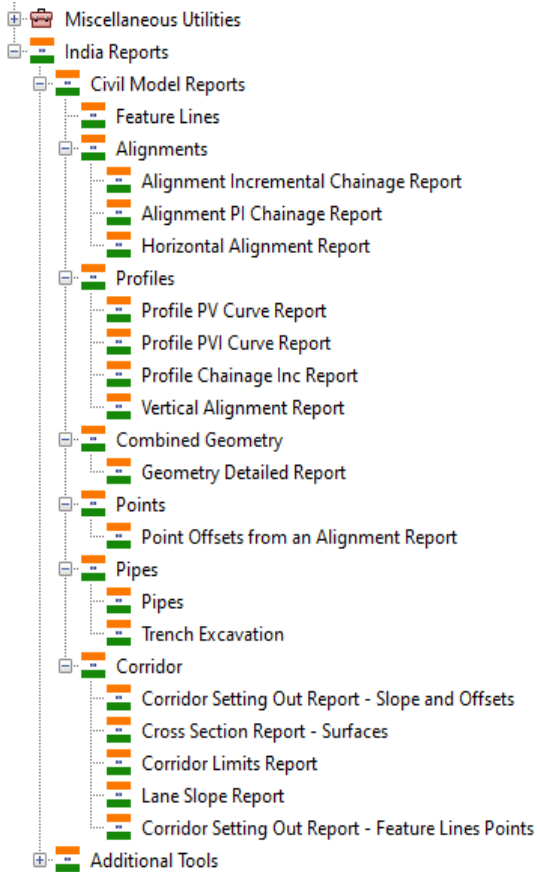 Miscellaneous Utilities
India Reports
Civil Model Reports
Feature Lines
Alignments
Alignment Incremental Chainage Report
Alignment PI Chainage Report
Horizontal Alignment Report
Profiles
Profile PV Curve Report
Profile PVI Curve Report
Profile Chainage Inc Report
Vertical Alignment Report
Combined Geometry
Geometry Detailed Report
Points
Point Offsets from an Alignment Report
Pipes
Pipes
Trench Excavation
Corridor
Corridor Setting Out Report - Slope and Offsets
Cross Section Report - Surfaces
Corridor Limits Report
Lane Slope Report
Corridor Setting Out Report - Feature Lines Points
Additional Tools